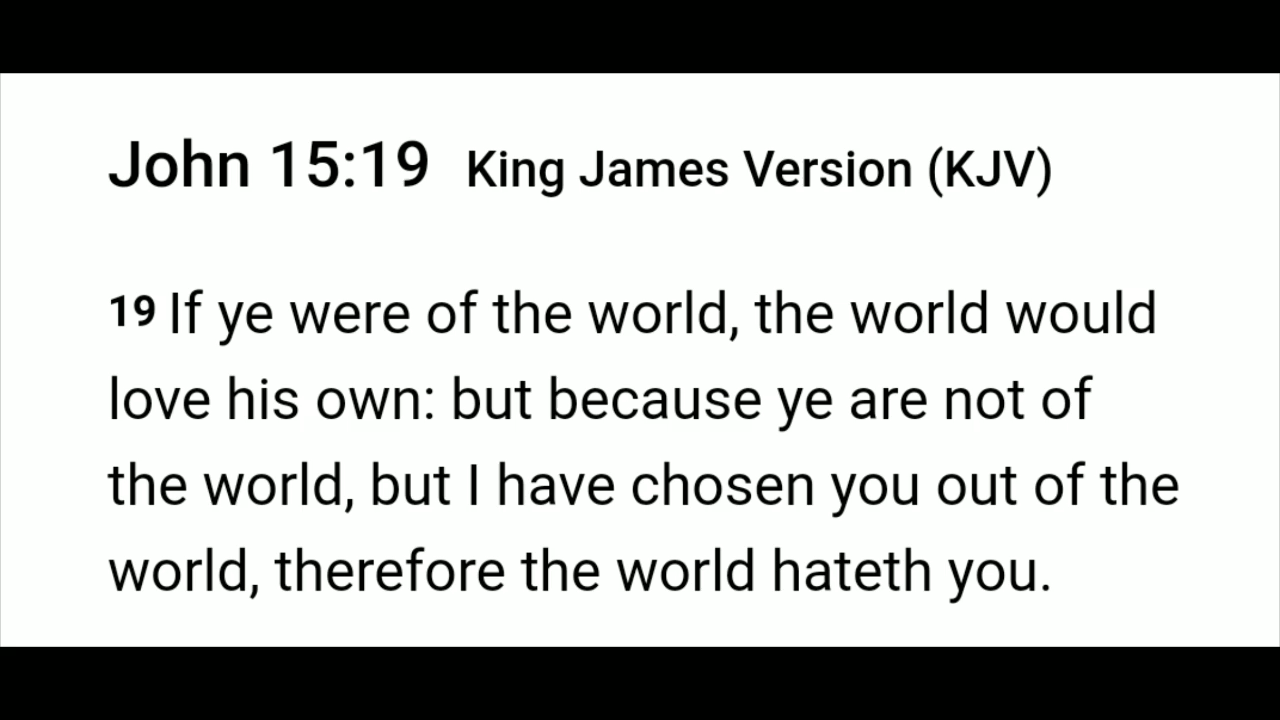 John 15:19 King James Version (KJV)
19 If ye were of the world, the world would
love his own: but because ye are not of
the world, but I have chosen you out of the
world, therefore the world hateth you.